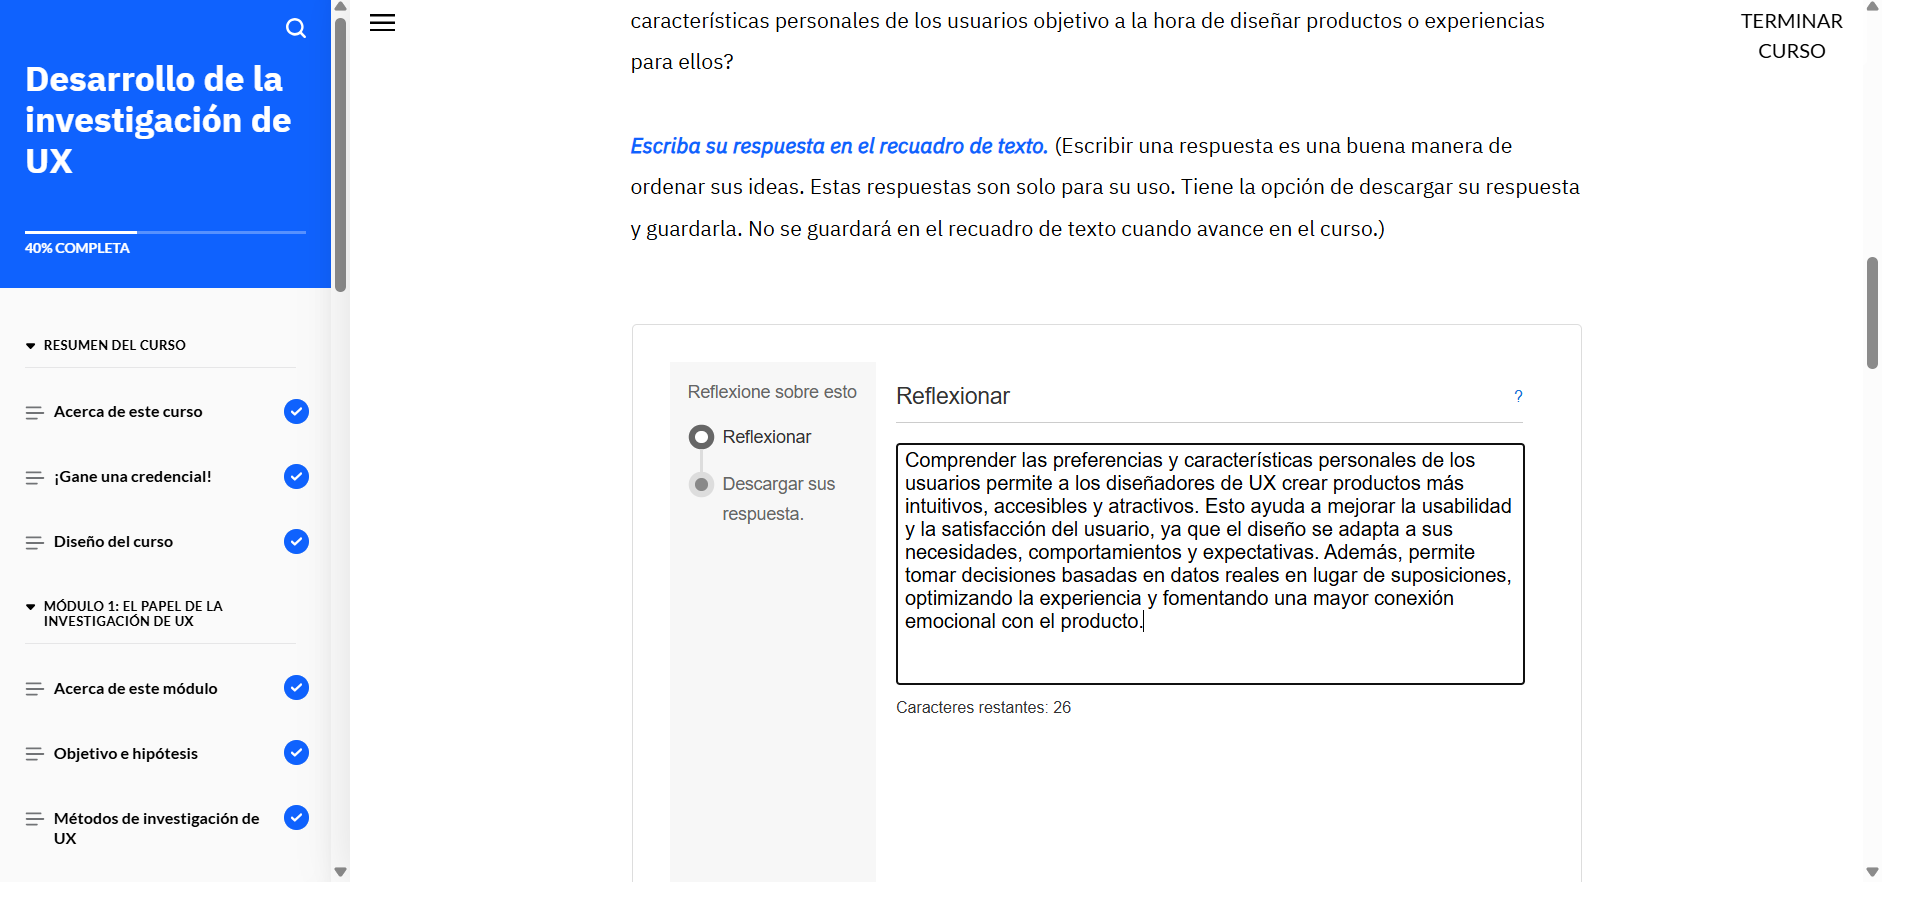 Desarrollo de la
investigación de
UX
40% COMPLETA
RESUMEN DEL CURSO
Acerca de este curso
¡Gane una credencial!
Diseño del curso
MÓDULO 1: EL PAPEL DE LA
INVESTIGACIÓN DE UX
Acerca de este módulo
Objetivo e hipótesis
Métodos de investigación de
UX
características personales de los usuarios objetivo a la hora de diseñar productos o experiencias
para ellos?
TERMINAR
CURSO
Escriba su respuesta en el recuadro de texto. (Escribir una respuesta es una buena manera de
ordenar sus ideas. Estas respuestas son solo para su uso. Tiene la opción de descargar su respuesta
y guardarla. No se guardará en el recuadro de texto cuando avance en el curso.)
Reflexione sobre esto
Reflexionar
Descargar sus
respuesta.
Reflexionar
?
Comprender las preferencias y características personales de los
usuarios permite a los diseñadores de UX crear productos más
intuitivos, accesibles y atractivos. Esto ayuda a mejorar la usabilidad
y la satisfacción del usuario, ya que el diseño se adapta a sus
necesidades, comportamientos y expectativas. Además, permite
tomar decisiones basadas en datos reales en lugar de suposiciones,
optimizando la experiencia y fomentando una mayor conexión
emocional con el producto.
Caracteres restantes: 26